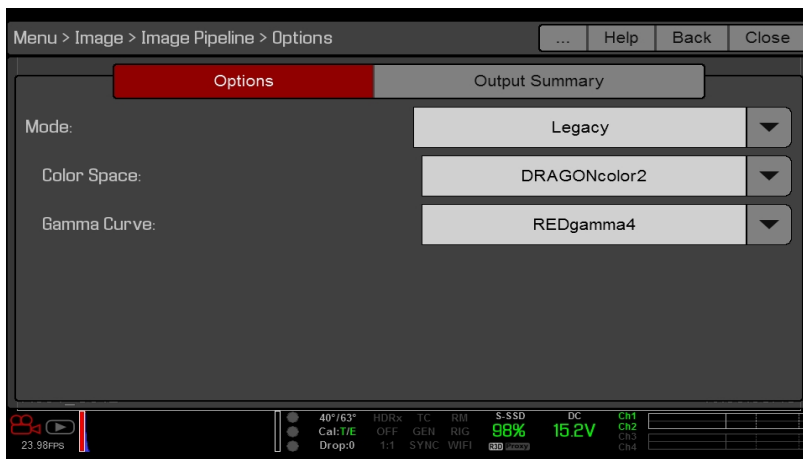 Menu > Image > Image Pipeline > Options ... Help Back Close
Options Output Summary
Mode: Legacy
Color Space: DRAGONcolor2
Gamma Curve: REDgamma4
40°/63° HDRx TC RM S-SSD DC Ch1
Cal:T/E OFF GEN RIG 98% 15.2V Ch2
23.98FPS Drop:0 1:1 SYNC WIFI R3D Proxy Ch3
Ch4